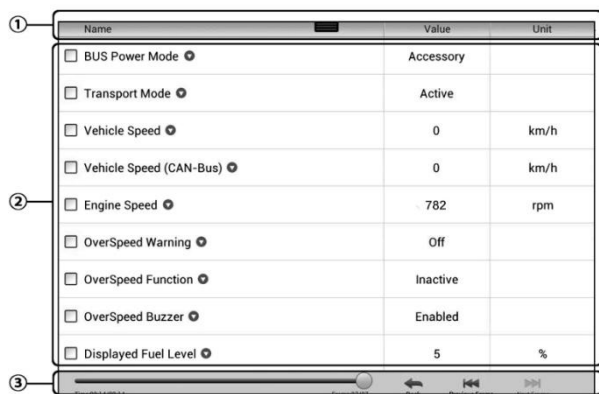 ① Name Value Unit
BUS Power Mode Accessory
Transport Mode Active
Vehicle Speed 0 km/h
Vehicle Speed (CAN-Bus) 0 km/h
② Engine Speed 782 rpm
OverSpeed Warning Off
OverSpeed Function Inactive
OverSpeed Buzzer Enabled
Displayed Fuel Level 5 %
③